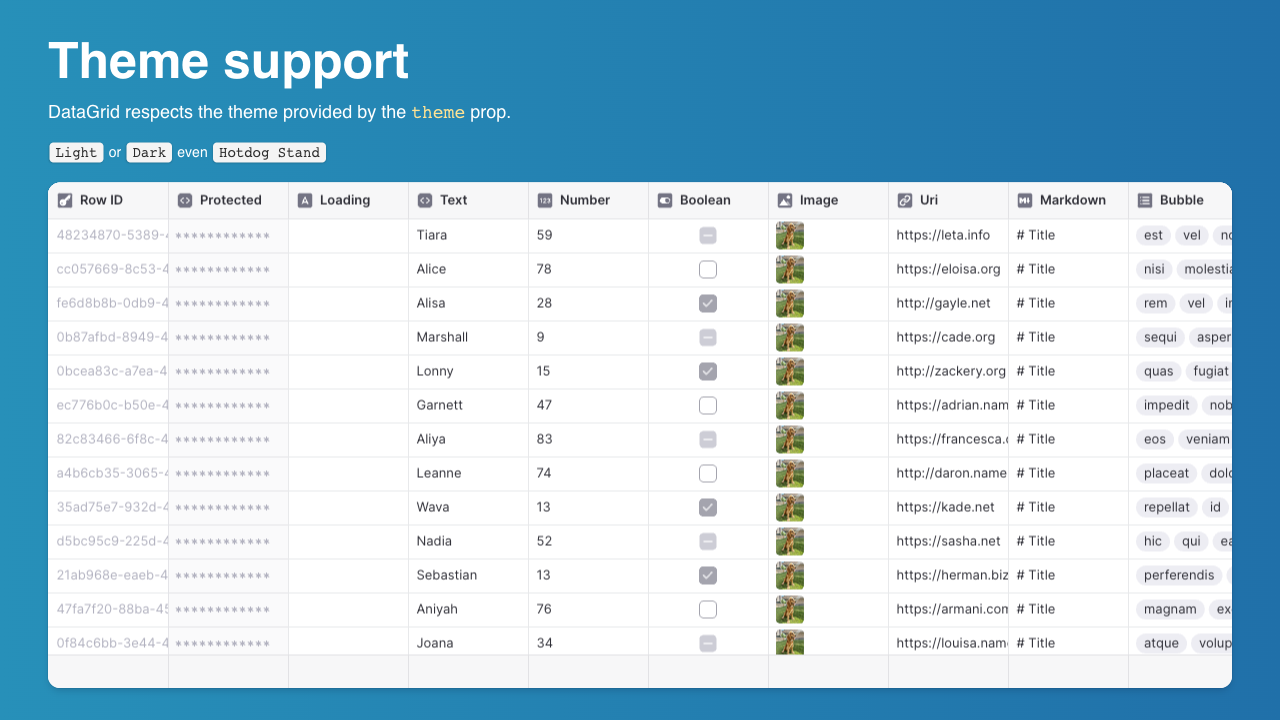 Theme support
DataGrid respects the theme provided by the theme prop.
Light or Dark even Hotdog Stand
Row ID Protected Loading Text Number Boolean Image Uri Markdown Bubble
48234870-5389- ************ Tiara 59 https://leta.info # Title est vel
cc057669-8c53-4 ************ Alice 78 https://eloisa.org # Title nisi molestia
fe6d8b8b-0db9-4 ************ Alisa 28 http://gayle.net # Title rem vel
0b87afbd-8949-4 ************ Marshall 9 https://cade.org # Title sequi asper
0bcea83c-a7ea-4 ************ Lonny 15 http://zackery.org # Title quas fugiat
ec776b0c-b50e-4 ************ Garnett 47 https://adrian.nam # Title impedit nob
82c83466-6f8c-4 ************ Aliya 83 https://francesca. # Title eos veniam
a4b6cb35-3065-4 ************ Leanne 74 http://daron.name # Title placeat dolo
35ad75e7-932d-4 ************ Wava 13 https://kade.net # Title repellat id
d5bc95c9-225d-4 ************ Nadia 52 https://sasha.net # Title hic qui ea
21ab968e-eaeb-4 ************ Sebastian 13 https://herman.biz # Title perferendis
47fa7f20-88ba-45 ************ Aniyah 76 https://armani.com # Title magnam ex
0f84c6bb-3e44-4 ************ Joana 34 https://louisa.nam # Title atque volup